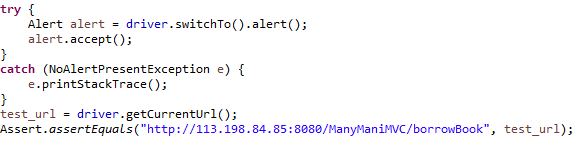 try {
    Alert alert = driver.switchTo().alert();
    alert.accept();
}
catch (NoAlertPresentException e) {
    e.printStackTrace();
}
test_url = driver.getCurrentUrl();
Assert.assertEquals("http://113.198.84.85:8080/ManyManiMVC/borrowBook", test_url);